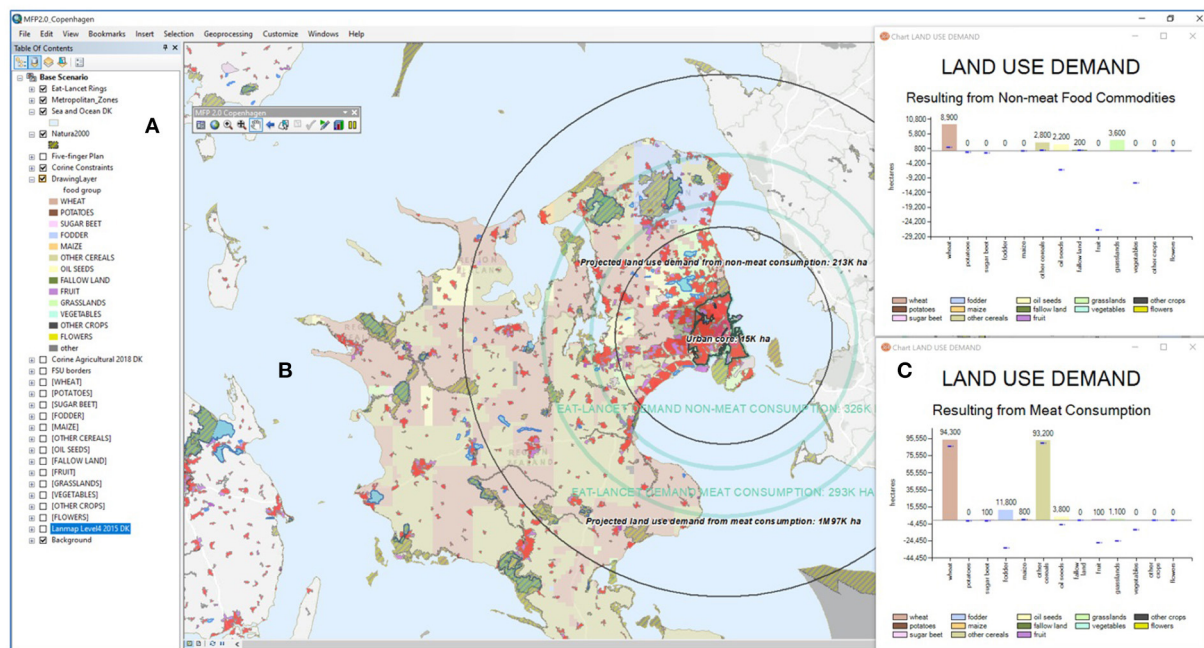 MFP2.0_Copenhagen
File Edit View Bookmarks Insert Selection Geoprocessing Customize Windows Help
Table Of Contents
Base Scenario
Eat-Lancet Rings
Metropolitan_Zones
Sea and Ocean DK
Natura2000
Five-finger Plan
Corine Constraints
DrawingLayer
food group
WHEAT
POTATOES
SUGAR BEET
FODDER
MAIZE
OTHER CEREALS
OIL SEEDS
FALLOW LAND
FRUIT
GRASSLANDS
VEGETABLES
OTHER CROPS
FLOWERS
other
Corine Agricultural 2018 DK
FSU borders
[WHEAT]
[POTATOES]
[SUGAR BEET]
[FODDER]
[MAIZE]
[OTHER CEREALS]
[OIL SEEDS]
[FALLOW LAND]
[FRUIT]
[GRASSLANDS]
[VEGETABLES]
[OTHER CROPS]
[FLOWERS]
Lanmap Level4 2015 DK
Background
A
MFP 2.0 Copenhagen
Projected land use demand from non-meat consumption: 213K ha
Urban core: 15K ha
B
EAT-LANCET DEMAND NON-MEAT CONSUMPTION: 326K
EAT-LANCET DEMAND MEAT CONSUMPTION: 293K HA
Projected land use demand from meat consumption: 1M97K ha
Chart LAND USE DEMAND
LAND USE DEMAND
Resulting from Non-meat Food Commodities
10.800
5.800
800
-4.200
-9.200
-14.200
-19.200
-24.200
-29.200
hectares
8.900 0 0 0 0 2.800 2.200 200 0 3.600 0 0 0
wheat potatoes sugar beet fodder maize other cereals oil seeds fallow land fruit grasslands vegetables other crops flowers
wheat fodder oil seeds grasslands other crops
potatoes maize fallow land vegetables flowers
sugar beet other cereals fruit
Chart LAND USE DEMAND
LAND USE DEMAND
C
Resulting from Meat Consumption
95,550
75,550
55,550
35,550
15,550
-4,450
-24,450
-44,450
hectares
94.300 0 100 11.800 800 93.200 3.800 0 100 1.100 0 0 0
wheat potatoes sugar beet fodder maize other cereals oil seeds fallow land fruit grasslands vegetables other crops flowers
wheat fodder oil seeds grasslands other crops
potatoes maize fallow land vegetables flowers
sugar beet other cereals fruit